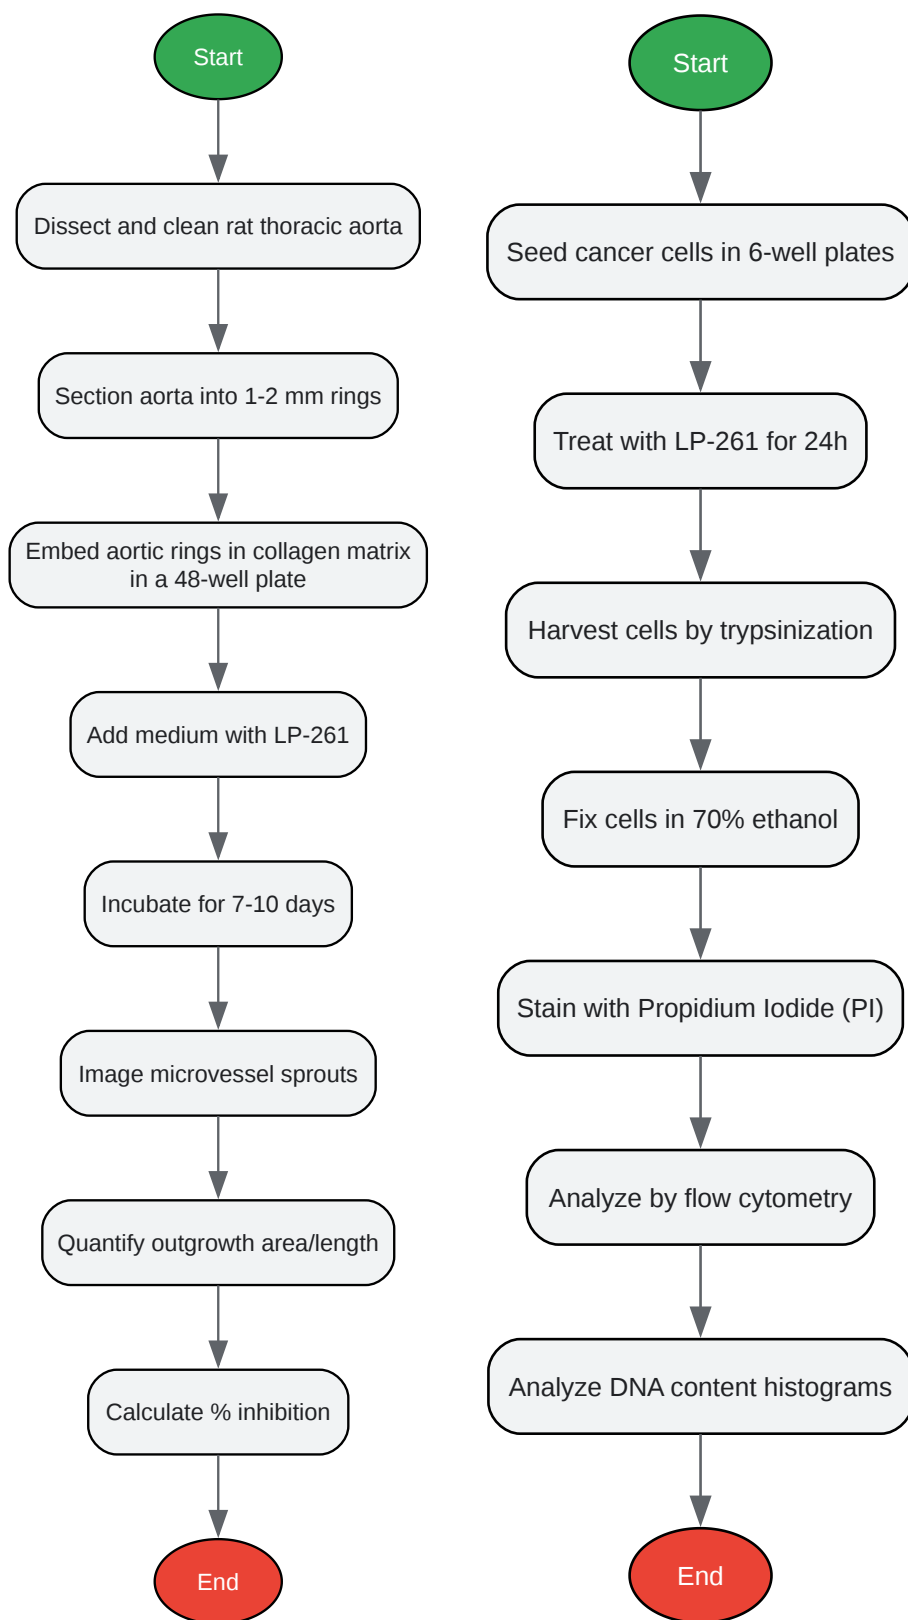 Start
Dissect and clean rat thoracic aorta
Section aorta into 1-2 mm rings
Embed aortic rings in collagen matrix
in a 48-well plate
Add medium with LP-261
Incubate for 7-10 days
Image microvessel sprouts
Quantify outgrowth area/length
Calculate % inhibition
End
Start
Seed cancer cells in 6-well plates
Treat with LP-261 for 24h
Harvest cells by trypsinization
Fix cells in 70% ethanol
Stain with Propidium Iodide (PI)
Analyze by flow cytometry
Analyze DNA content histograms
End